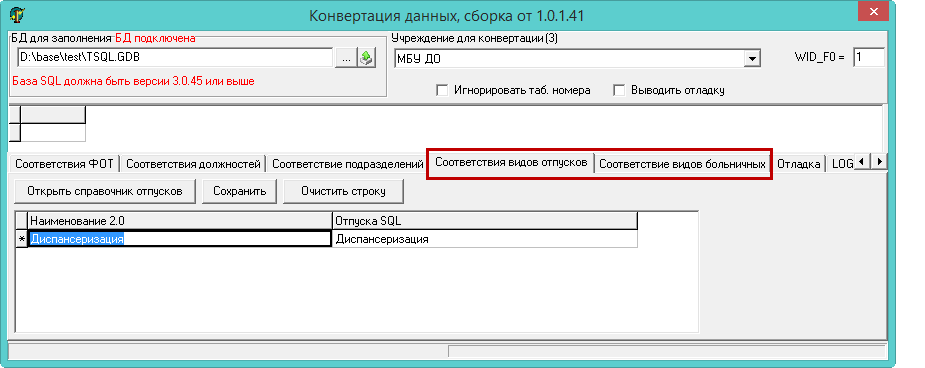 Конвертация данных, сборка от 1.0.1.41
БД для заполнения БД подключена
Учреждение для конвертации (3)
D:\base\test\TSQL.GDB
...
МБУ ДО
WID_F0 = 1
База SQL должна быть версии 3.0.45 или выше
Игнорировать таб. номера
Выводить отладку
Соответствия ФОТ
Соответствия должностей
Соответствие подразделений
Соответствия видов отпусков
Соответствие видов больничных
Отладка
LOG
Открыть справочник отпусков
Сохранить
Очистить строку
Наименование 2.0
Отпуска SQL
* Диспансеризация
Диспансеризация